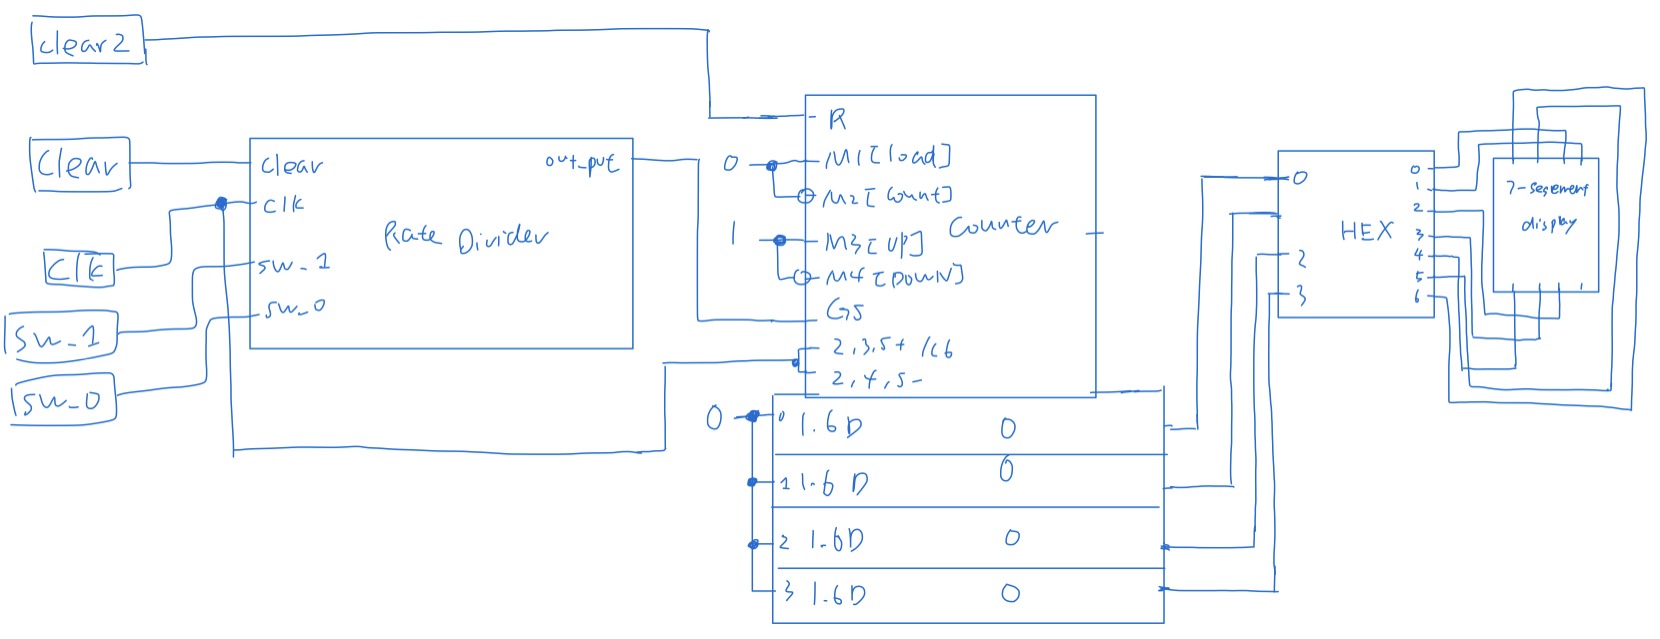 clear2
Clear
Clk
SW_1
SW_0
clear
clk
sw_1
sw_0
out_put
Rate Divider
R
0
M1[load]
M2[count]
1
M3[UP]
M4[DOWN]
G5
2,3,5+ /C6
2,4,5-
Counter
0
0 1.6D 0
1 1.6D 0
2 1.6D 0
3 1.6D 0
0
2
3
HEX
0
1
2
3
4
5
6
7-segement
display